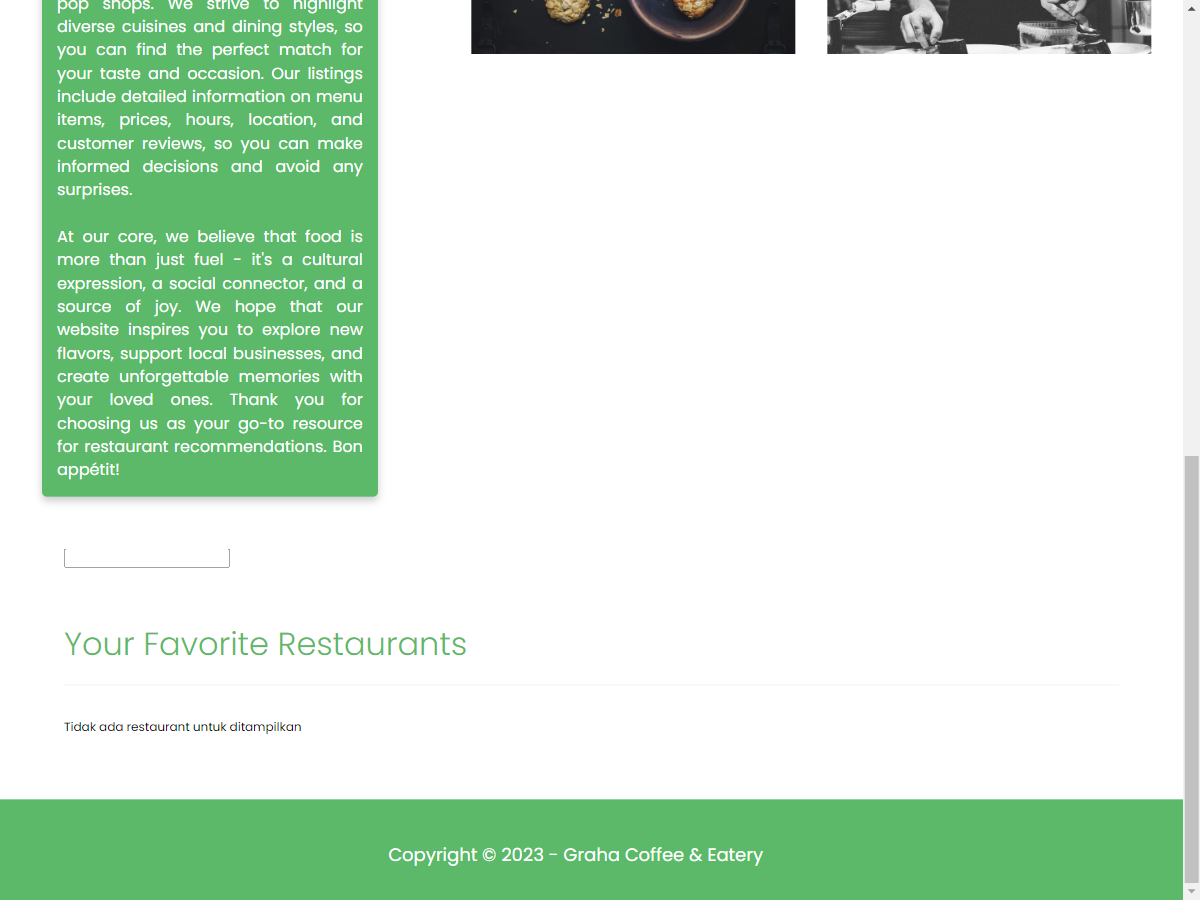 pop shops. We strive to highlight
diverse cuisines and dining styles, so
you can find the perfect match for
your taste and occasion. Our listings
include detailed information on menu
items, prices, hours, location, and
customer reviews, so you can make
informed decisions and avoid any
surprises.
At our core, we believe that food is
more than just fuel - it's a cultural
expression, a social connector, and a
source of joy. We hope that our
website inspires you to explore new
flavors, support local businesses, and
create unforgettable memories with
your loved ones. Thank you for
choosing us as your go-to resource
for restaurant recommendations. Bon
appétit!
Your Favorite Restaurants
Tidak ada restaurant untuk ditampilkan
Copyright © 2023 - Graha Coffee & Eatery